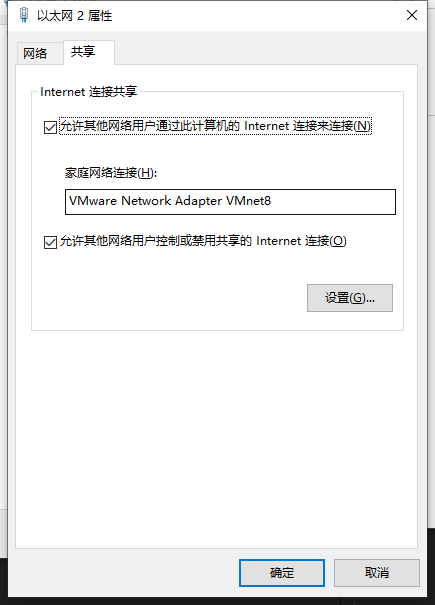 以太网 2 属性
网络
共享
Internet 连接共享
允许其他网络用户通过此计算机的 Internet 连接来连接(N)
家庭网络连接(H):
VMware Network Adapter VMnet8
允许其他网络用户控制或禁用共享的 Internet 连接(O)
设置(G)...
确定
取消